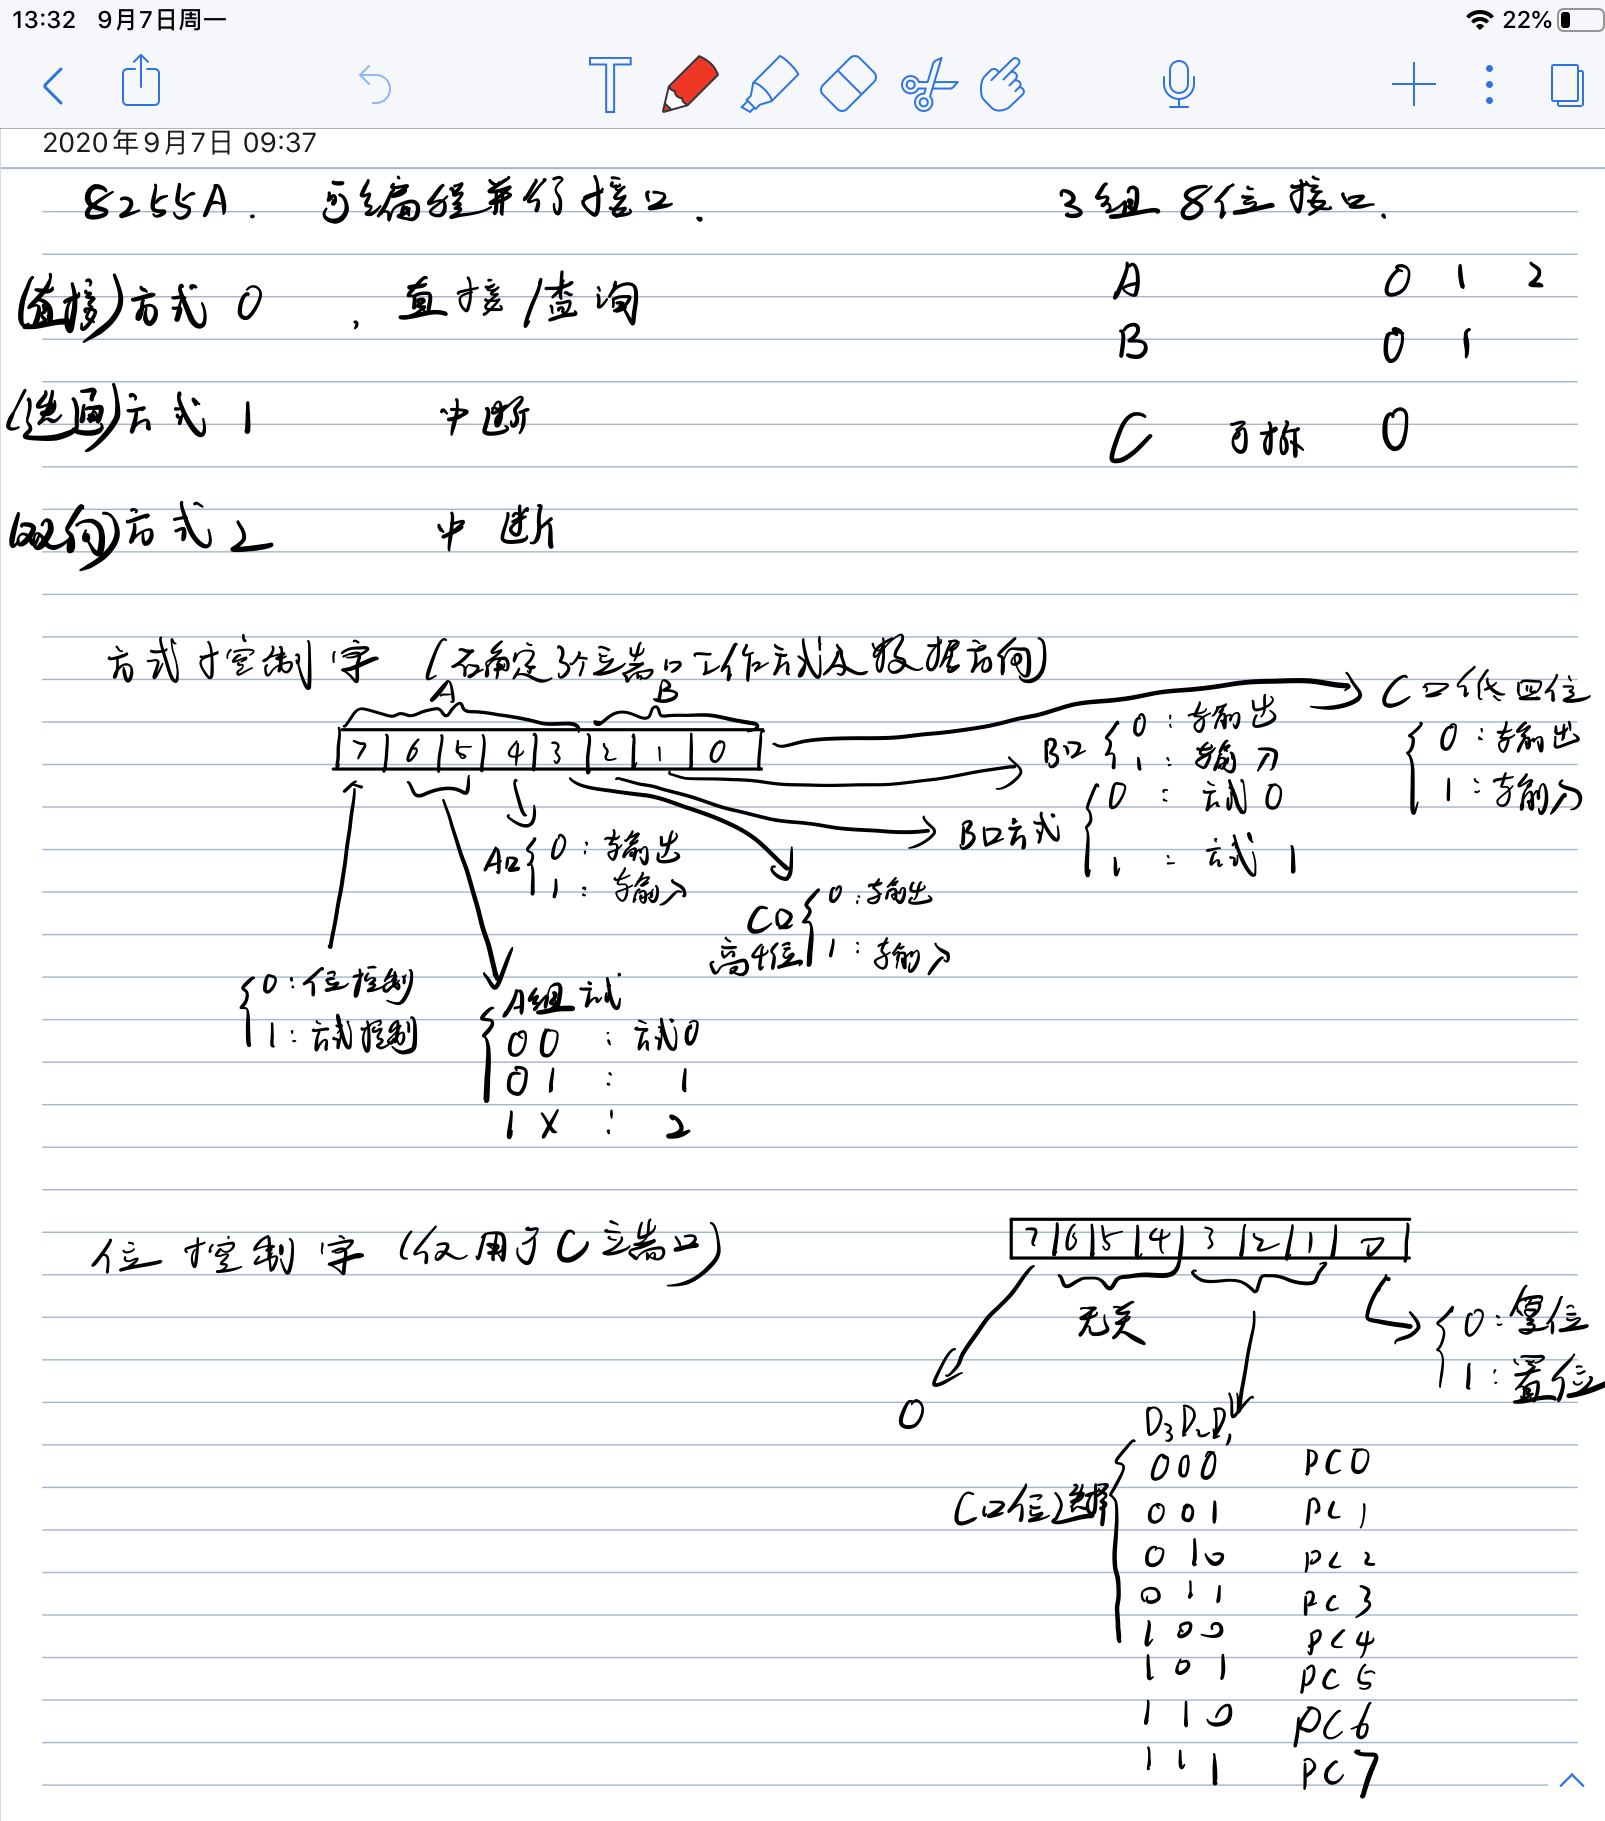 13:32 9月7日周一 22%
2020年9月7日 09:37
8255A. 可编程并行接口. 3组 8位接口.
A 0 1 2
(直接)方式 0 , 直接/查询
B 0 1
(选通)方式 1 中断
C 可拆 0
(双向)方式 2 中断
方式控制字 (确定3个端口工作方式及数据方向)
A B
7 6 5 4 3 2 1 0
C口低四位
0:输出
1:输入
B口
0:输出
1:输入
B口方式
0:方式0
1:方式1
A口
0:输出
1:输入
C口
高4位
0:输出
1:输入
0:位控制
1:方式控制
A组方式
00:方式0
01: 1
1X: 2
位控制字 (仅用于C端口)
7 6 5 4 3 2 1 0
无关
0:复位
1:置位
0
D3D2D1
C口位选择
000 PC0
001 PC1
010 PC2
011 PC3
100 PC4
101 PC5
110 PC6
111 PC7